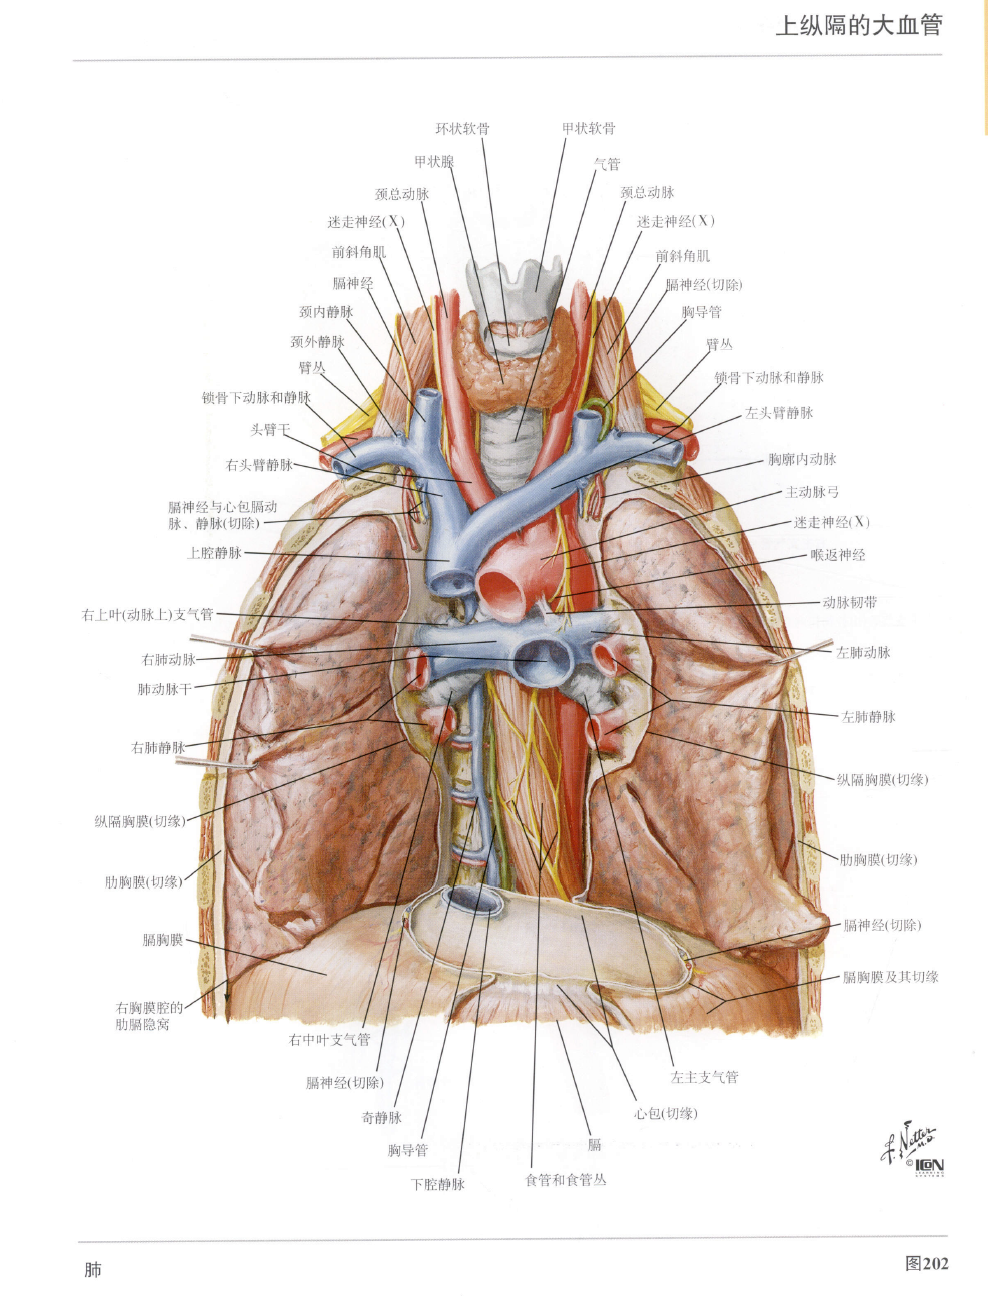 上纵隔的大血管
环状软骨
甲状软骨
甲状腺
气管
颈总动脉
颈总动脉
迷走神经(X)
迷走神经(X)
前斜角肌
前斜角肌
膈神经
膈神经(切除)
颈内静脉
胸导管
颈外静脉
臂丛
臂丛
锁骨下动脉和静脉
锁骨下动脉和静脉
左头臂静脉
头臂干
右头臂静脉
胸廓内动脉
主动脉弓
膈神经与心包膈动
脉、静脉(切除)
迷走神经(X)
上腔静脉
喉返神经
动脉韧带
右上叶(动脉上)支气管
左肺动脉
右肺动脉
肺动脉干
左肺静脉
右肺静脉
纵隔胸膜(切缘)
纵隔胸膜(切缘)
肋胸膜(切缘)
肋胸膜(切缘)
膈神经(切除)
膈胸膜
膈胸膜及其切缘
右胸膜腔的
肋膈隐窝
右中叶支气管
左主支气管
膈神经(切除)
心包(切缘)
奇静脉
膈
胸导管
食管和食管丛
下腔静脉
F. Netter
M.D.
©ICON
LEARNING
SYSTEMS
肺
图202